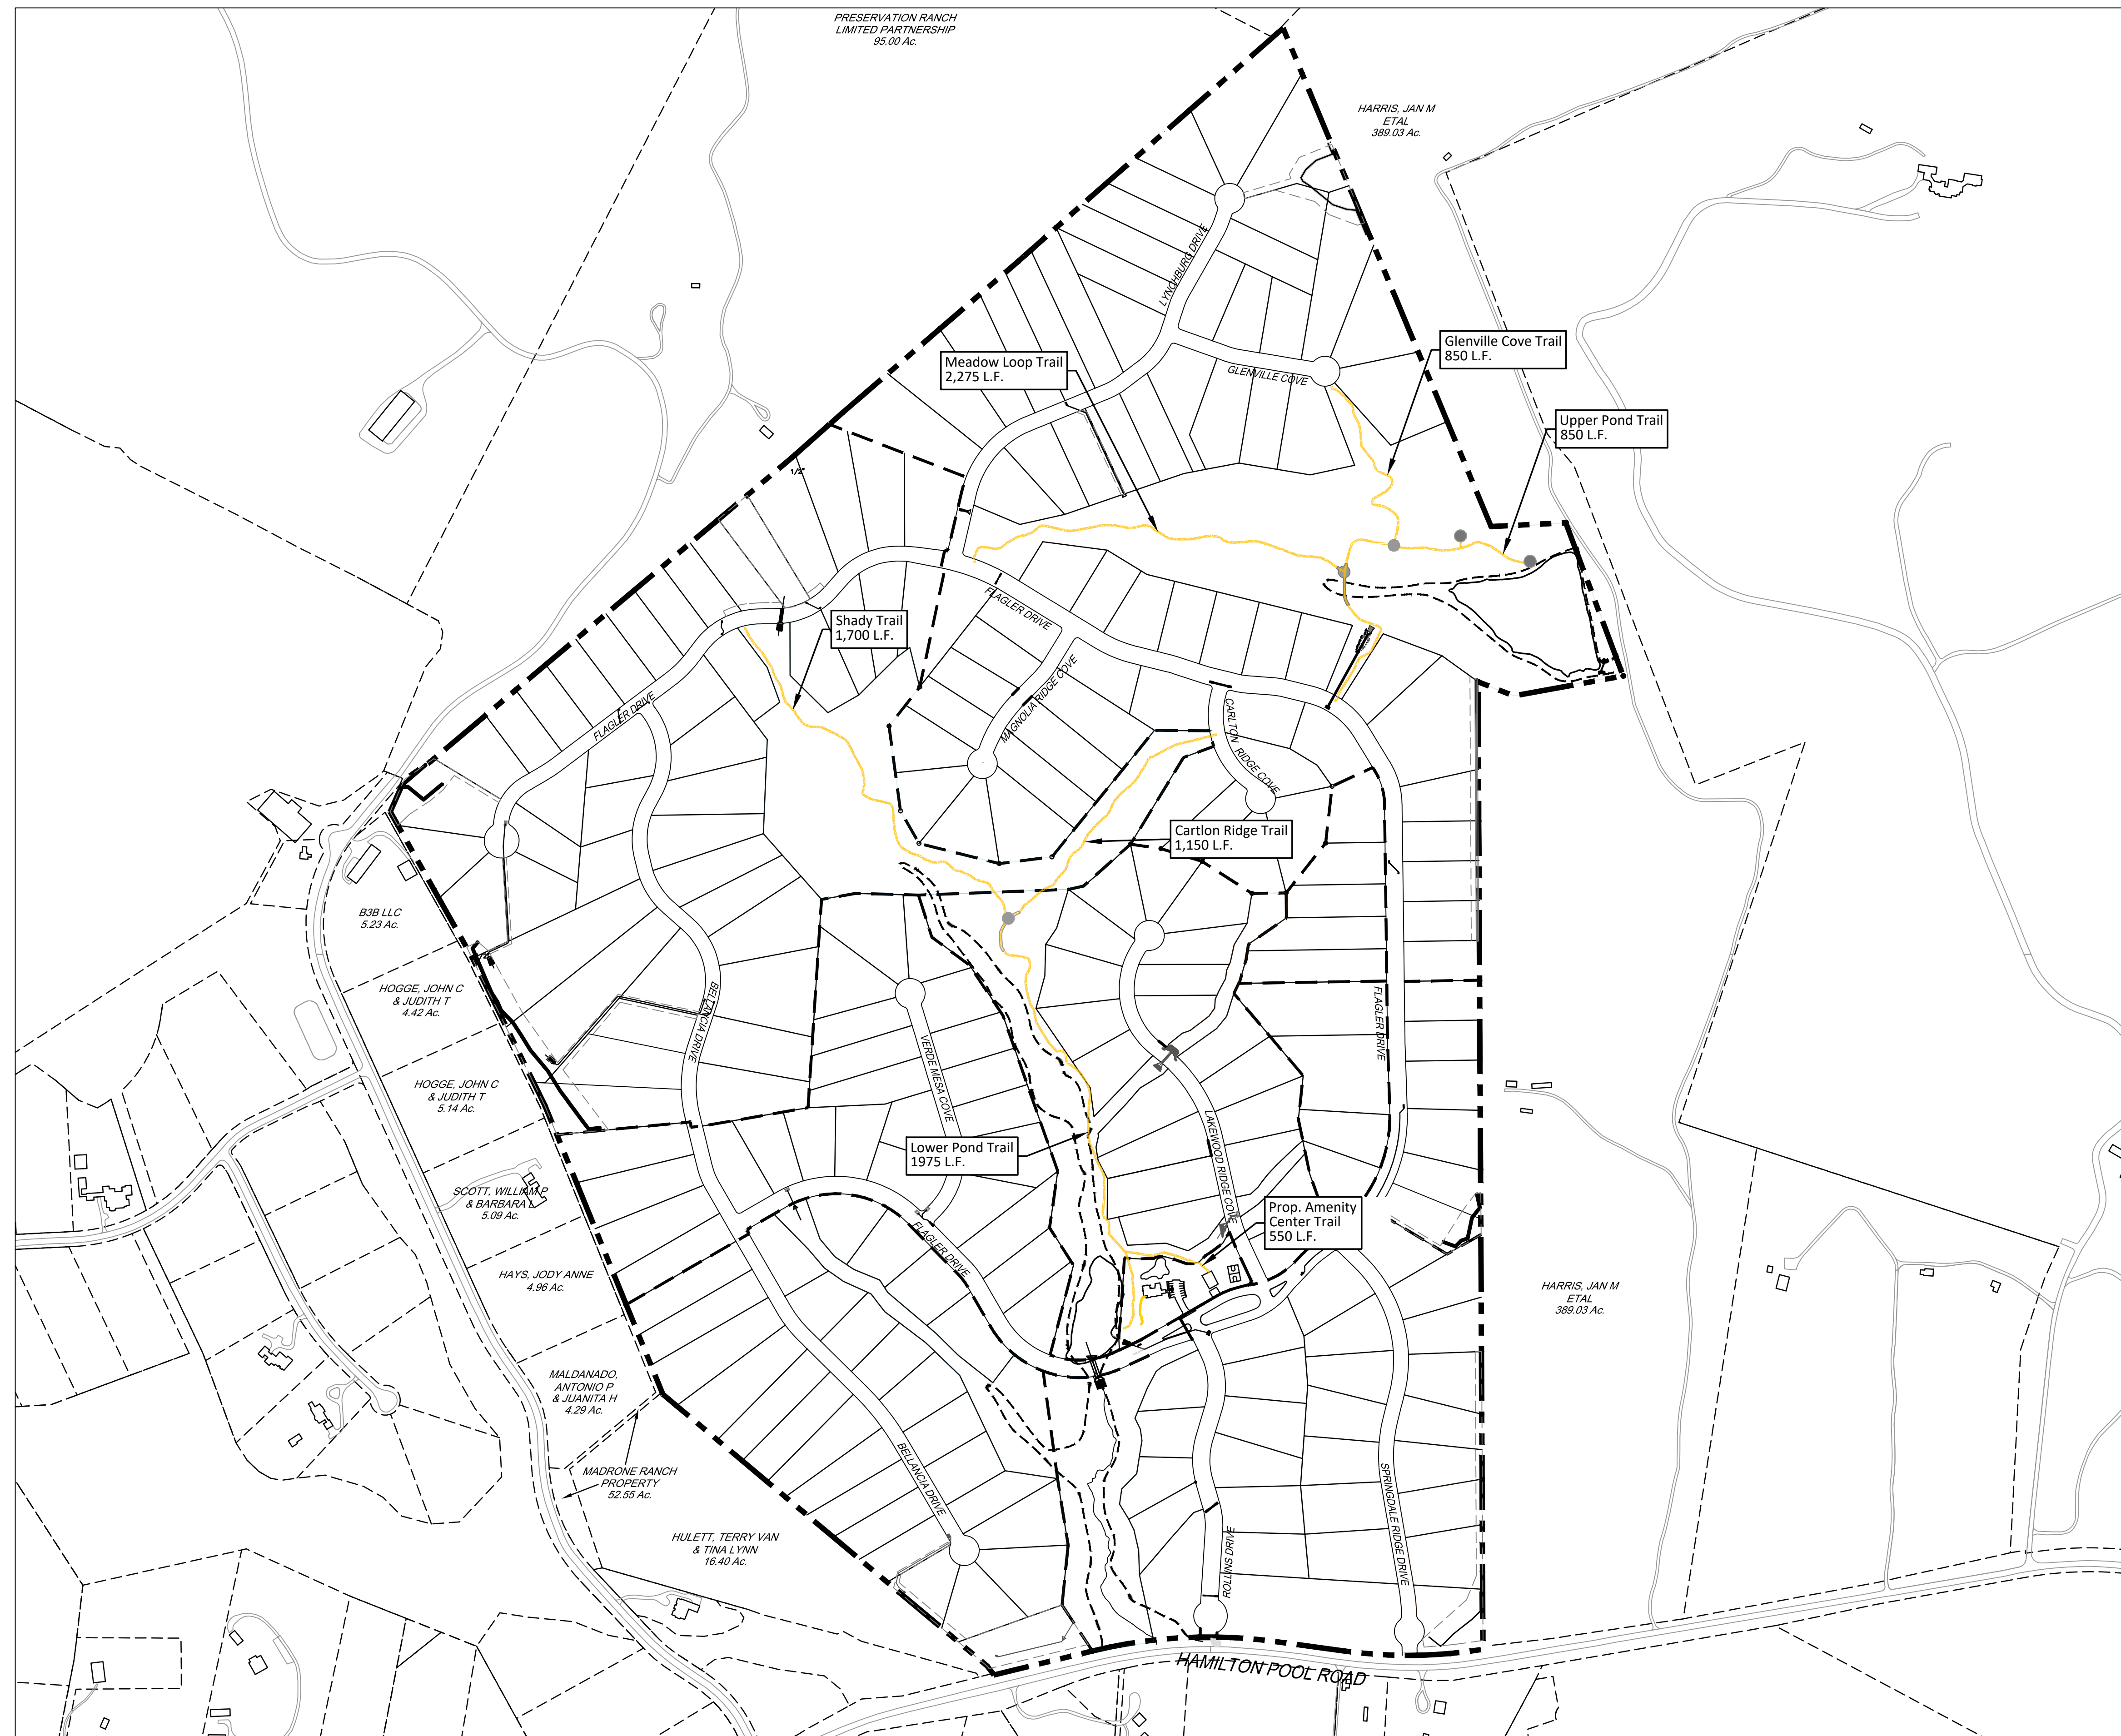 PRESERVATION RANCH
LIMITED PARTNERSHIP
95.00 Ac.
HARRIS, JAN M
ETAL
389.03 Ac.
LYNCHBURG DRIVE
Glenville Cove Trail
850 L.F.
Meadow Loop Trail
2,275 L.F.
GLENVILLE COVE
Upper Pond Trail
850 L.F.
1/2"
FLAGLER DRIVE
Shady Trail
1,700 L.F.
MAGNOLIA RIDGE COVE
FLAGLER DRIVE
CARLTON
RIDGE COVE
Cartlon Ridge Trail
1,150 L.F.
B3B LLC
5.23 Ac.
HOGGE, JOHN C
& JUDITH T
4.42 Ac.
BELLANCIA DRIVE
FLAGLER DRIVE
VERDE MESA COVE
HOGGE, JOHN C
& JUDITH T
5.14 Ac.
Lower Pond Trail
1975 L.F.
LAKEWOOD RIDGE COVE
SCOTT, WILLIAM P
& BARBARA L
5.09 Ac.
Prop. Amenity
Center Trail
550 L.F.
FLAGLER DRIVE
HAYS, JODY ANNE
4.96 Ac.
HARRIS, JAN M
ETAL
389.03 Ac.
MALDANADO,
ANTONIO P
& JUANITA H
4.29 Ac.
MADRONE RANCH
PROPERTY
52.55 Ac.
BELLANCIA DRIVE
SPRINGDALE RIDGE DRIVE
HULETT, TERRY VAN
& TINA LYNN
16.40 Ac.
ROLLINS DRIVE
HAMILTON POOL ROAD